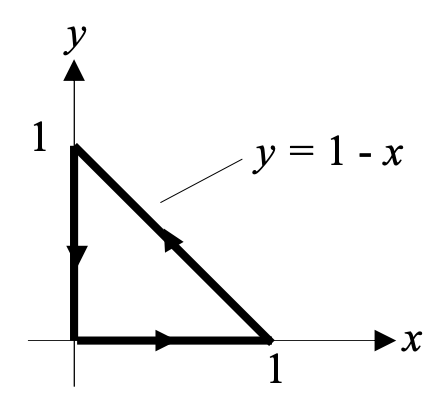 y
1
y = 1 - x
x
1